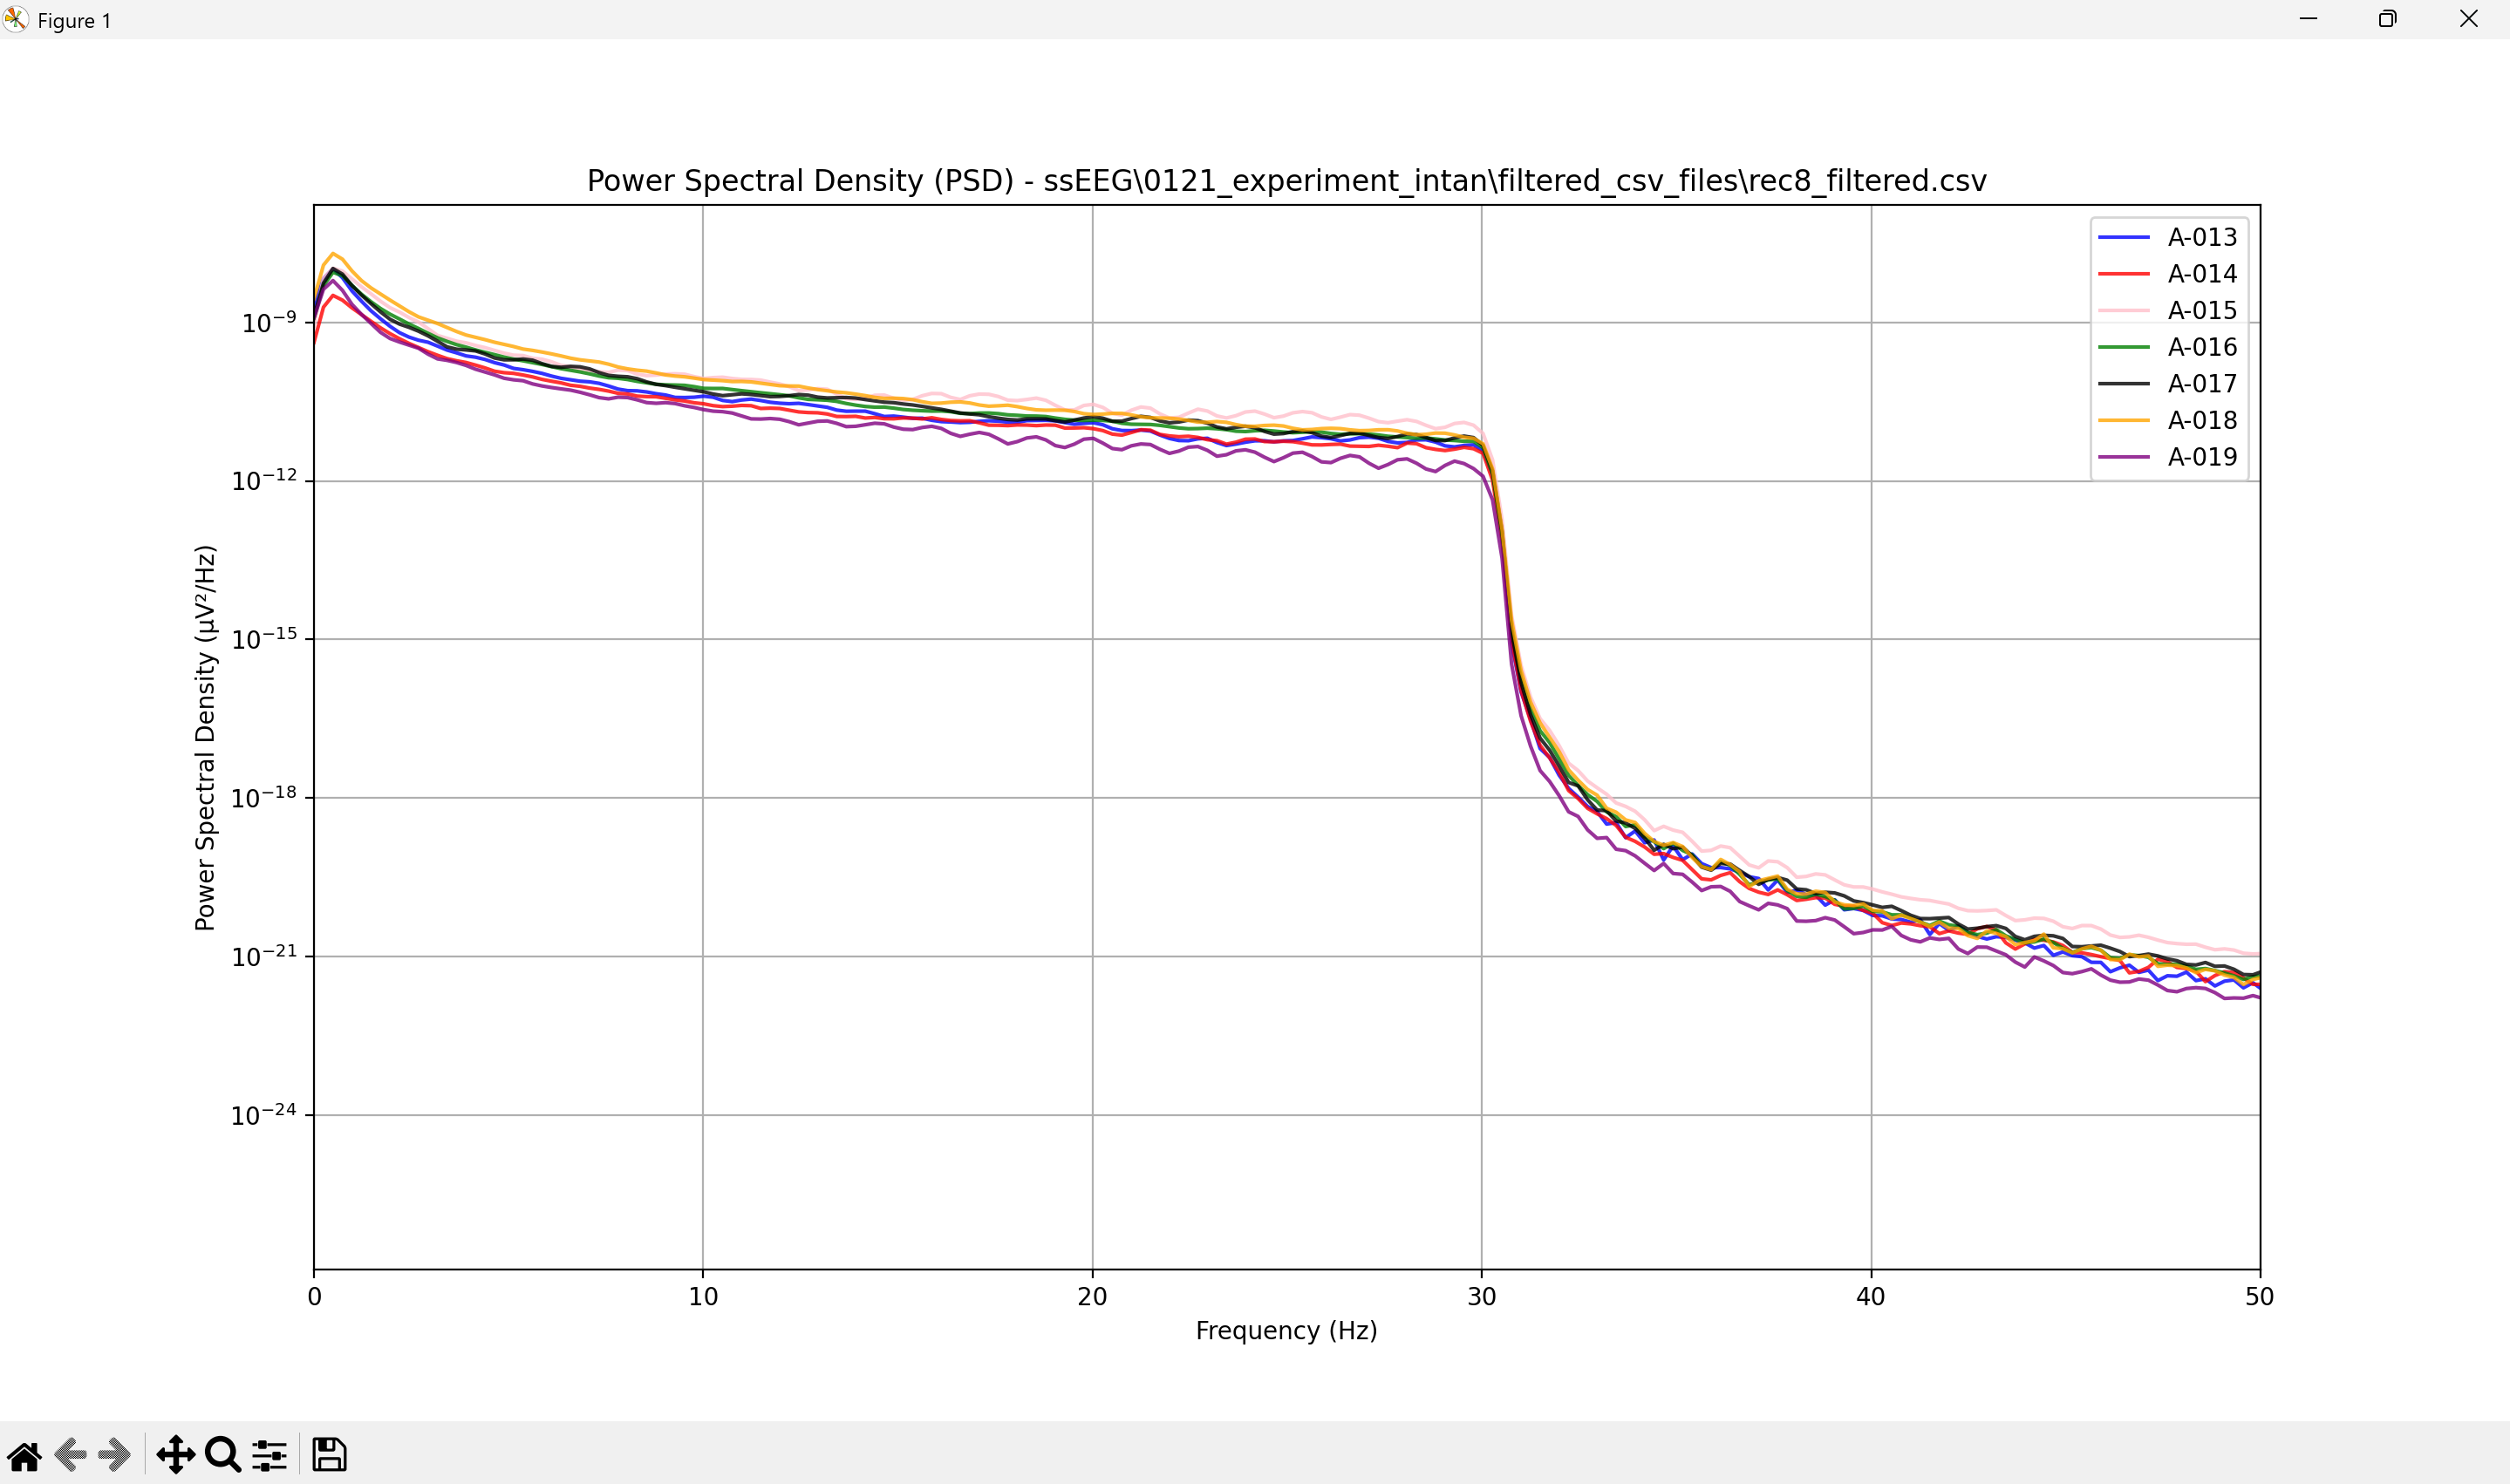 Figure 1
Power Spectral Density (PSD) - ssEEG\0121_experiment_intan\filtered_csv_files\rec8_filtered.csv
A-013
A-014
A-015
A-016
A-017
A-018
A-019
Power Spectral Density (µV²/Hz)
10⁻⁹
10⁻¹²
10⁻¹⁵
10⁻¹⁸
10⁻²¹
10⁻²⁴
0 10 20 30 40 50
Frequency (Hz)